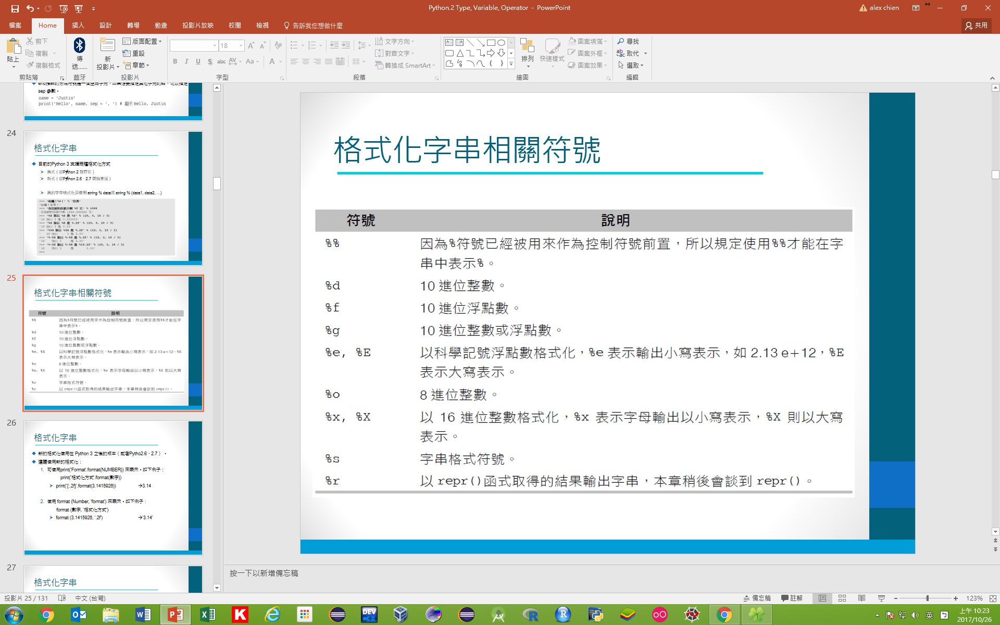 Python.2 Type, Variable, Operator - PowerPoint
alex chien
檔案 Home 插入 設計 轉場 動畫 投影片放映 校閱 檢視 告訴我您想做什麼
共用
貼上
剪下
複製
複製格式
剪貼簿
傳
送......
藍牙
新
投影片
版面配置
重設
章節
投影片
18
B I U S abc AV Aa A
字型
文字方向
對齊文字
轉換成 SmartArt
段落
排列
快速樣式
圖案填滿
圖案外框
圖案效果
繪圖
尋找
取代
選取
編輯
sep 參數。
name = 'Justin'
print('Hello', name, sep = ', ') # 顯示 Hello, Justin
24
格式化字串
目前的Python 3 支援兩種格式化方式
舊式 ( 從Python 2 就存在 )
新式 ( 從Python 2.6、2.7 開始支援 )
舊的字串格式化是使用 string % data或 string % (data1, data2, ...)
25
格式化字串相關符號
符號 說明
%% 因為%符號已經被用來作為控制符號前置，所以規定使用%%才能在字
串中表示%。
%d 10 進位整數。
%f 10 進位浮點數。
%g 10 進位整數或浮點數。
%e, %E 以科學記號浮點數格式化，%e 表示輸出小寫表示，如 2.13 e+12，%E
表示大寫表示。
%o 8 進位整數。
%x, %X 以 16 進位整數格式化，%x 表示字母輸出以小寫表示，%X 則以大寫
表示。
%s 字串格式符號。
%r 以 repr()函式取得的結果輸出字串，本章稍後會談到 repr()。
26
格式化字串
新的格式化使用在 Python 3 之後的版本 ( 或者Pytho2.6、2.7 ) 。
建議使用新的格式化：
1. 可使用print('Format'.format(NUMBER)) 來表示。如下例子：
print('格式化方式'.format(數字))
print('{:.2f}'.format(3.1415926)) →3.14
2. 使用 format (Number, 'format') 來表示。如下例子：
format (數字, '格式化方式')
format (3.1415926, '.2f') →'3.14'
27
格式化字串
格式化字串相關符號
符號 說明
%% 因為%符號已經被用來作為控制符號前置，所以規定使用%%才能在字
串中表示%。
%d 10 進位整數。
%f 10 進位浮點數。
%g 10 進位整數或浮點數。
%e, %E 以科學記號浮點數格式化，%e 表示輸出小寫表示，如 2.13 e+12，%E
表示大寫表示。
%o 8 進位整數。
%x, %X 以 16 進位整數格式化，%x 表示字母輸出以小寫表示，%X 則以大寫
表示。
%s 字串格式符號。
%r 以 repr()函式取得的結果輸出字串，本章稍後會談到 repr()。
按一下以新增備忘稿
投影片 25 / 131 中文 (台灣)
備忘稿 註解 123%
DEV
C++
英
上午 10:23
2017/10/26